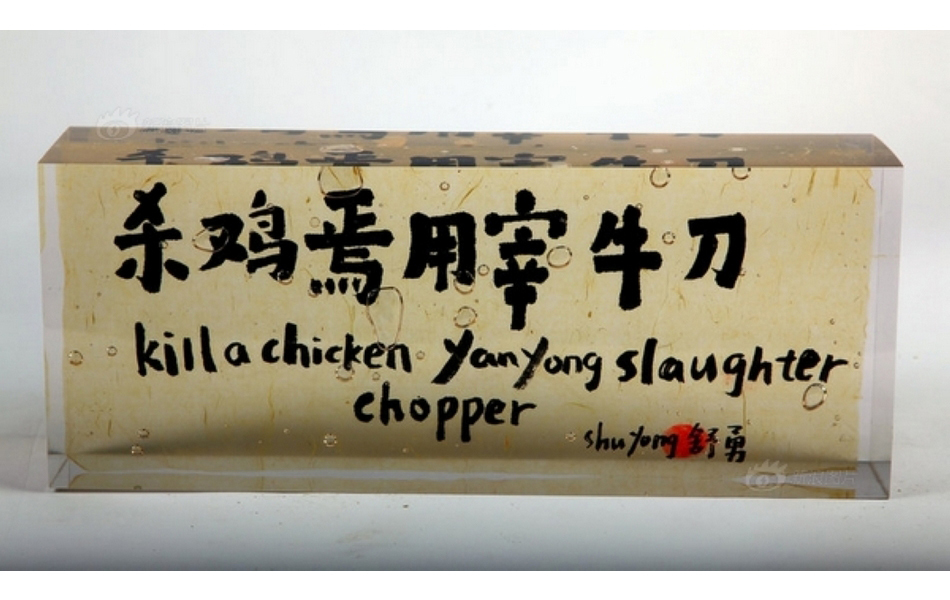 杀鸡焉用宰牛刀
kill a chicken yanyong slaughter
chopper
shuyong 舒勇